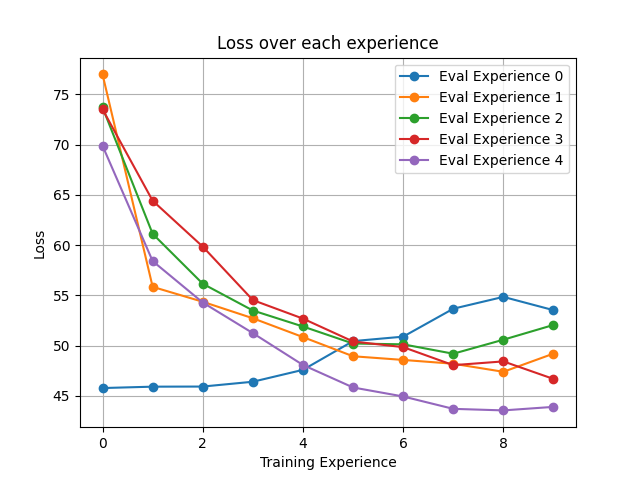 Loss over each experience
Eval Experience 0
Eval Experience 1
Eval Experience 2
Eval Experience 3
Eval Experience 4
75
70
65
60
55
50
45
Loss
0 2 4 6 8
Training Experience